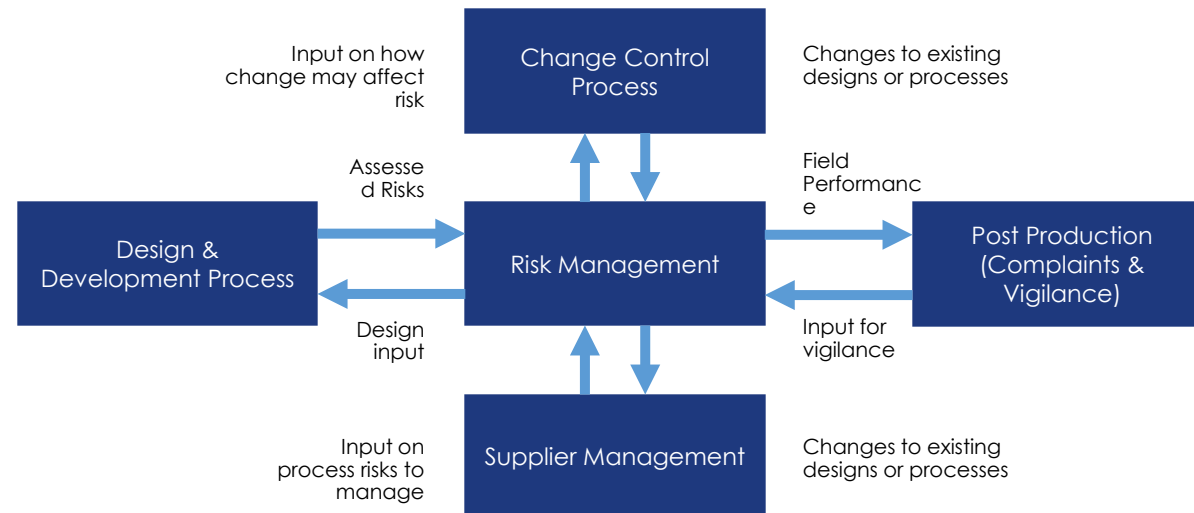 Input on how
change may affect
risk
Change Control
Process
Changes to existing
designs or processes
Assesse
d Risks
Field
Performanc
e
Design &
Development Process
Risk Management
Post Production
(Complaints &
Vigilance)
Design
input
Input for
vigilance
Input on
process risks to
manage
Supplier Management
Changes to existing
designs or processes